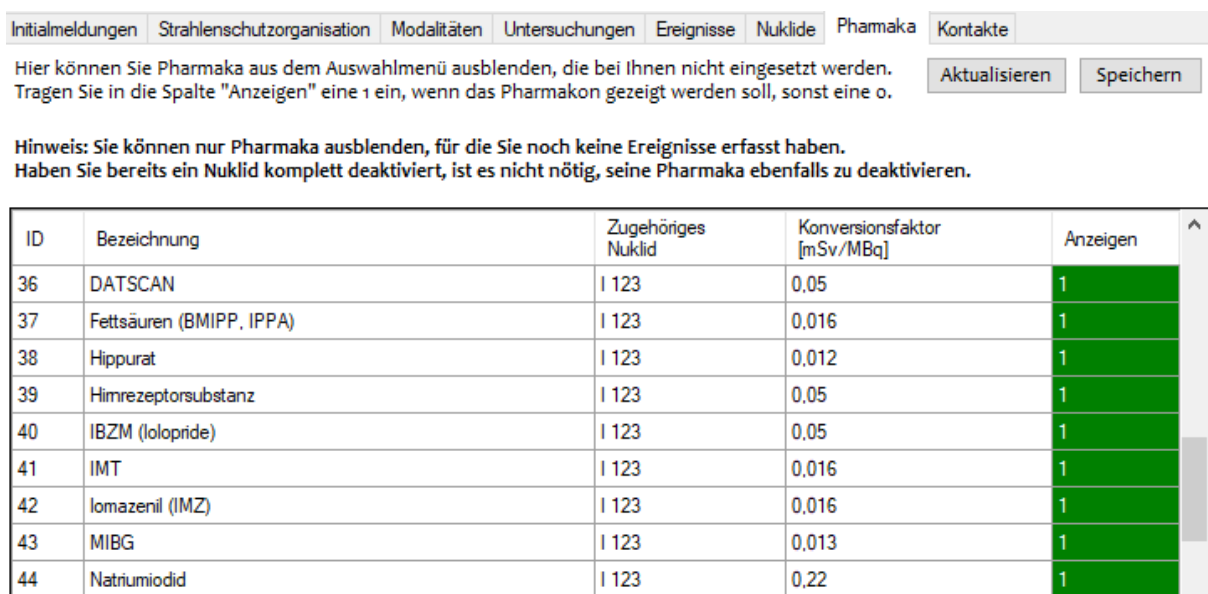 Initialmeldungen Strahlenschutzorganisation Modalitäten Untersuchungen Ereignisse Nuklide Pharmaka Kontakte
Hier können Sie Pharmaka aus dem Auswahlmenü ausblenden, die bei Ihnen nicht eingesetzt werden.
Tragen Sie in die Spalte "Anzeigen" eine 1 ein, wenn das Pharmakon gezeigt werden soll, sonst eine 0.
Aktualisieren Speichern
Hinweis: Sie können nur Pharmaka ausblenden, für die Sie noch keine Ereignisse erfasst haben.
Haben Sie bereits ein Nuklid komplett deaktiviert, ist es nicht nötig, seine Pharmaka ebenfalls zu deaktivieren.
ID Bezeichnung Zugehöriges Nuklid Konversionsfaktor [mSv/MBq] Anzeigen
36 DATSCAN I 123 0,05 1
37 Fettsäuren (BMIPP, IPPA) I 123 0,016 1
38 Hippurat I 123 0,012 1
39 Hirnrezeptorsubstanz I 123 0,05 1
40 IBZM (Iolopride) I 123 0,05 1
41 IMT I 123 0,016 1
42 Iomazenil (IMZ) I 123 0,016 1
43 MIBG I 123 0,013 1
44 Natriumiodid I 123 0,22 1